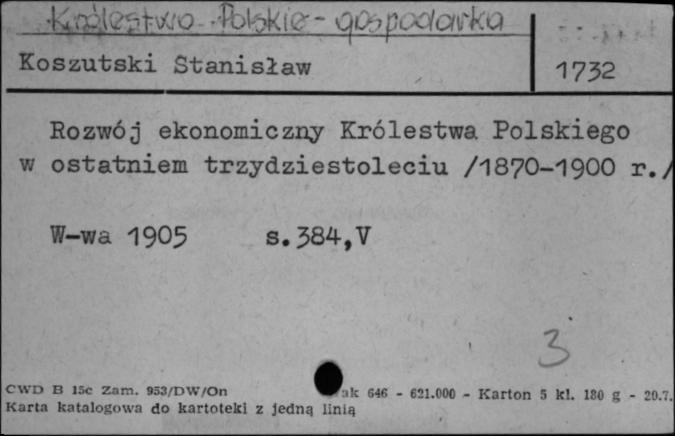 Królestwo Polskie - gospodarka
Koszutski Stanisław
1732
Rozwój ekonomiczny Królestwa Polskiego
w ostatniem trzydziestoleciu /1870-1900 r./
W-wa 1905 s.384,V
3
CWD B 15c Zam. 953/DW/On ak 646 - 621.000 - Karton 5 kl. 180 g - 20.7.
Karta katalogowa do kartoteki z jedną linią